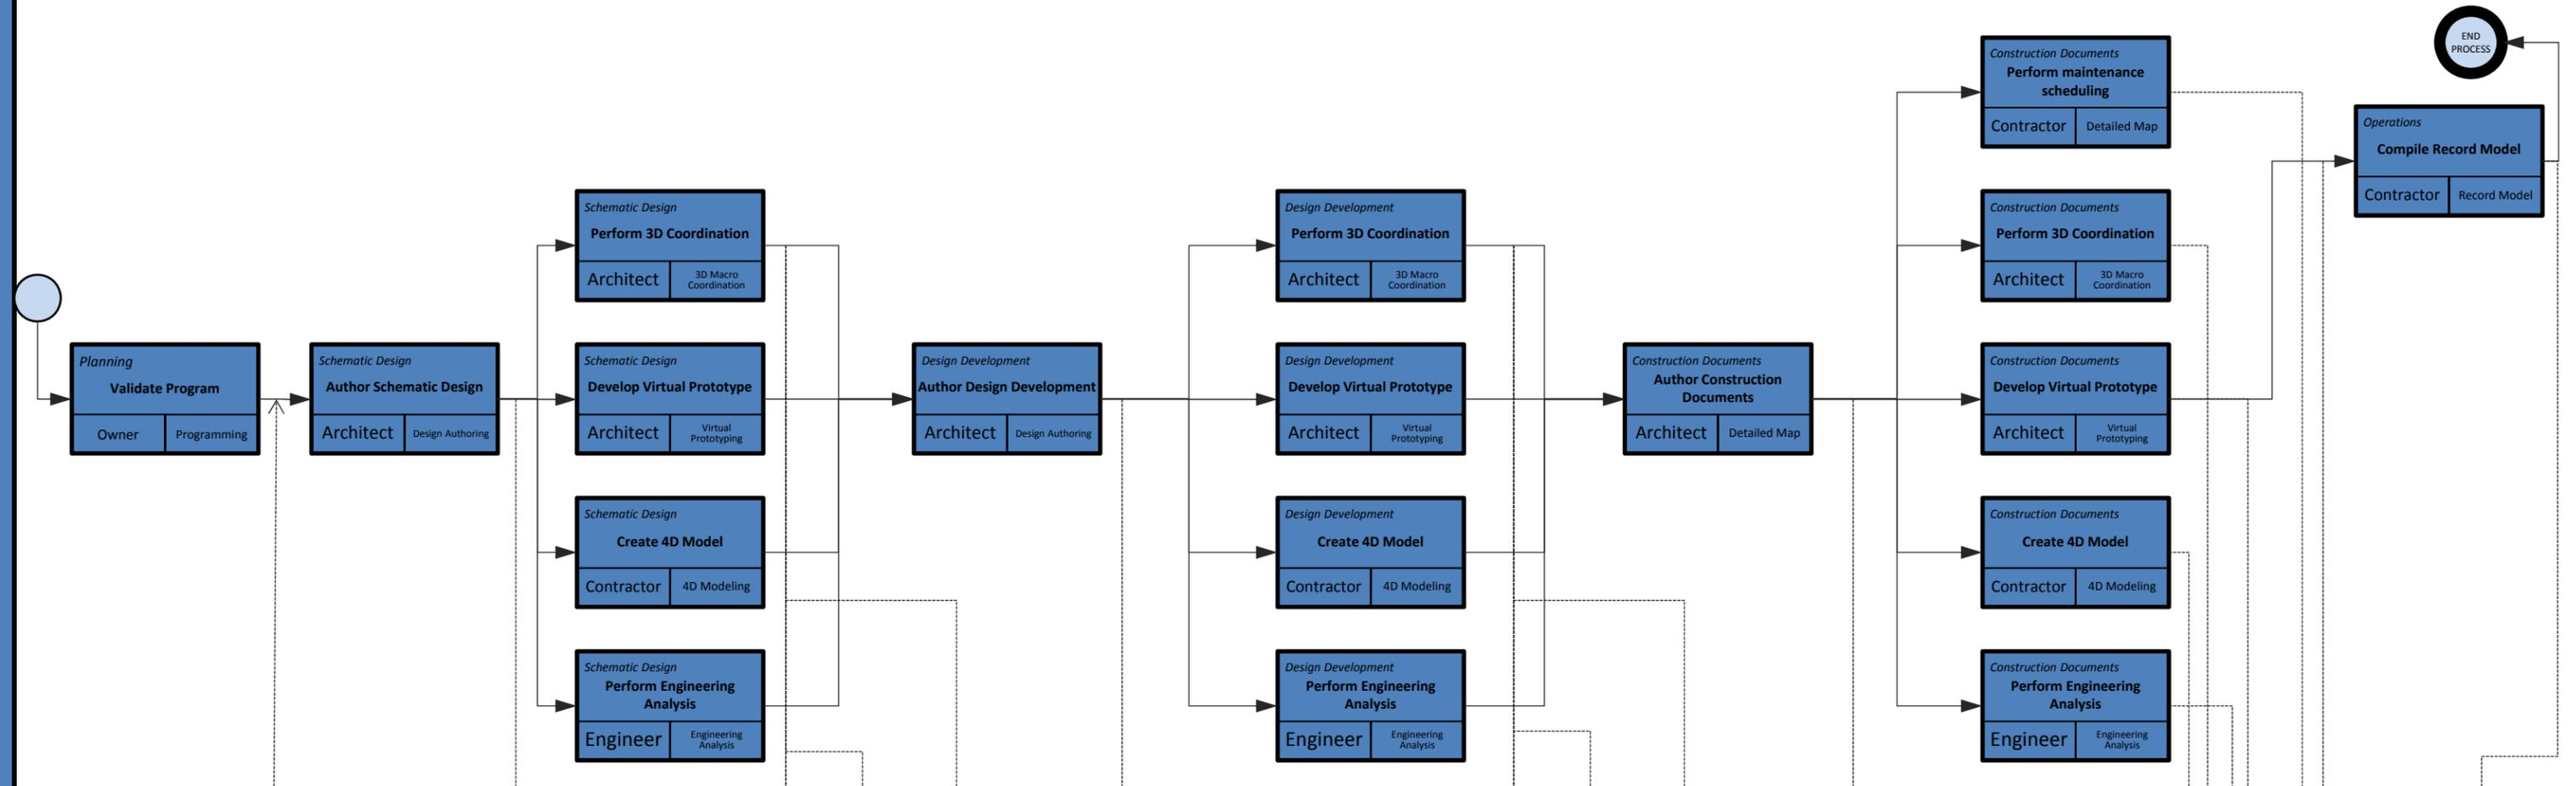 END
PROCESS
Planning
Validate Program
Owner
Programming
Schematic Design
Author Schematic Design
Architect
Design Authoring
Schematic Design
Perform 3D Coordination
Architect
3D Macro
Coordination
Schematic Design
Develop Virtual Prototype
Architect
Virtual
Prototyping
Schematic Design
Create 4D Model
Contractor
4D Modeling
Schematic Design
Perform Engineering
Analysis
Engineer
Engineering
Analysis
Design Development
Author Design Development
Architect
Design Authoring
Design Development
Perform 3D Coordination
Architect
3D Macro
Coordination
Design Development
Develop Virtual Prototype
Architect
Virtual
Prototyping
Design Development
Create 4D Model
Contractor
4D Modeling
Design Development
Perform Engineering
Analysis
Engineer
Engineering
Analysis
Construction Documents
Author Construction
Documents
Architect
Detailed Map
Construction Documents
Perform maintenance
scheduling
Contractor
Detailed Map
Construction Documents
Perform 3D Coordination
Architect
3D Macro
Coordination
Construction Documents
Develop Virtual Prototype
Architect
Virtual
Prototyping
Construction Documents
Create 4D Model
Contractor
4D Modeling
Construction Documents
Perform Engineering
Analysis
Engineer
Engineering
Analysis
Operations
Compile Record Model
Contractor
Record Model